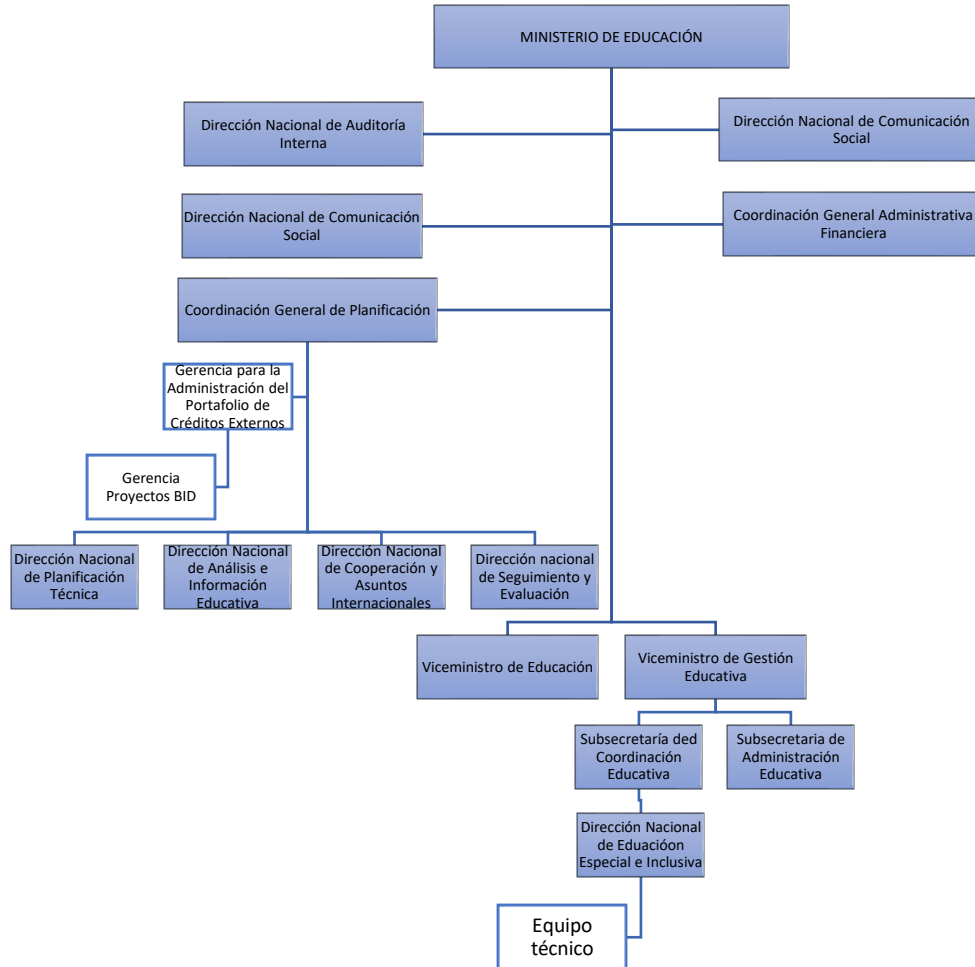 MINISTERIO DE EDUCACIÓN
Dirección Nacional de Auditoría
Interna
Dirección Nacional de Comunicación
Social
Dirección Nacional de Comunicación
Social
Coordinación General Administrativa
Financiera
Coordinación General de Planificación
Gerencia para la
Administración del
Portafolio de
Créditos Externos
Gerencia
Proyectos BID
Dirección Nacional
de Planificación
Técnica
Dirección Nacional
de Análisis e
Información
Educativa
Dirección Nacional
de Cooperación y
Asuntos
Internacionales
Dirección nacional
de Seguimiento y
Evaluación
Viceministro de Educación
Viceministro de Gestión
Educativa
Subsecretaría ded
Coordinación
Educativa
Subsecretaria de
Administración
Educativa
Dirección Nacional
de Eduacióon
Especial e Inclusiva
Equipo
técnico